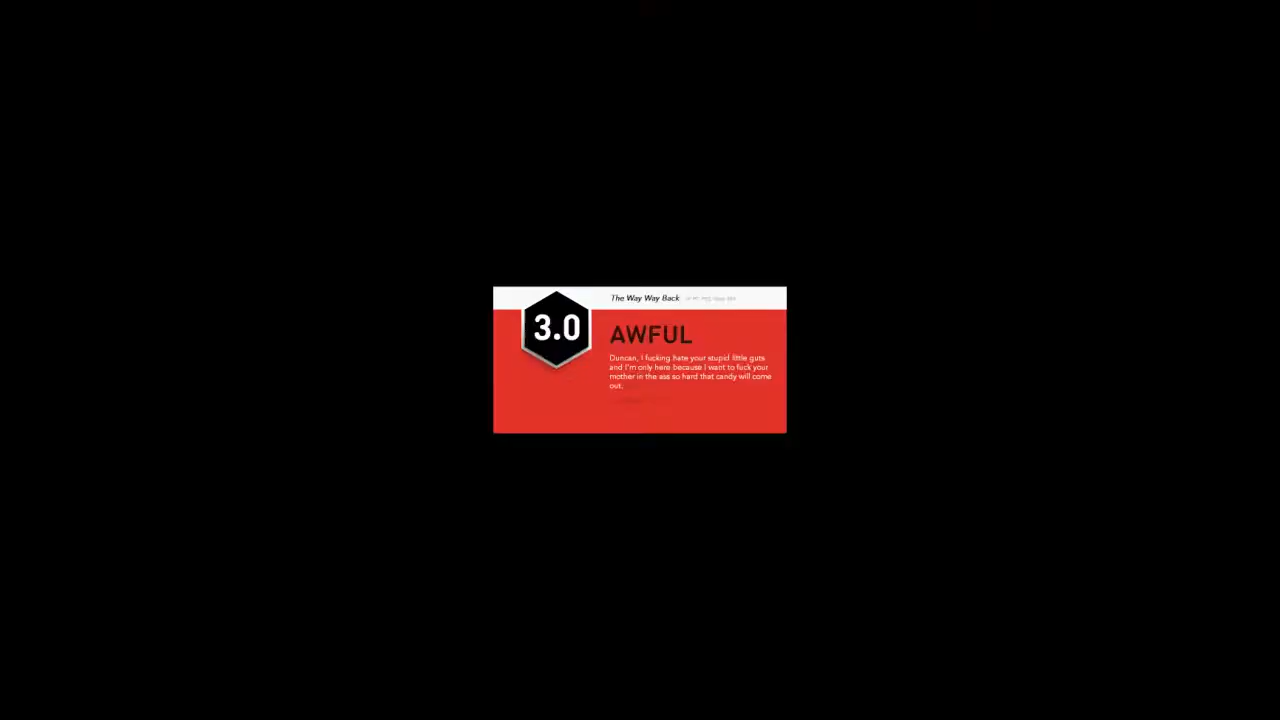 The Way Way Back
3.0
AWFUL
Duncan, I fucking hate your stupid little guts
and I'm only here because I want to fuck your
mother in the ass so hard that candy will come
out.